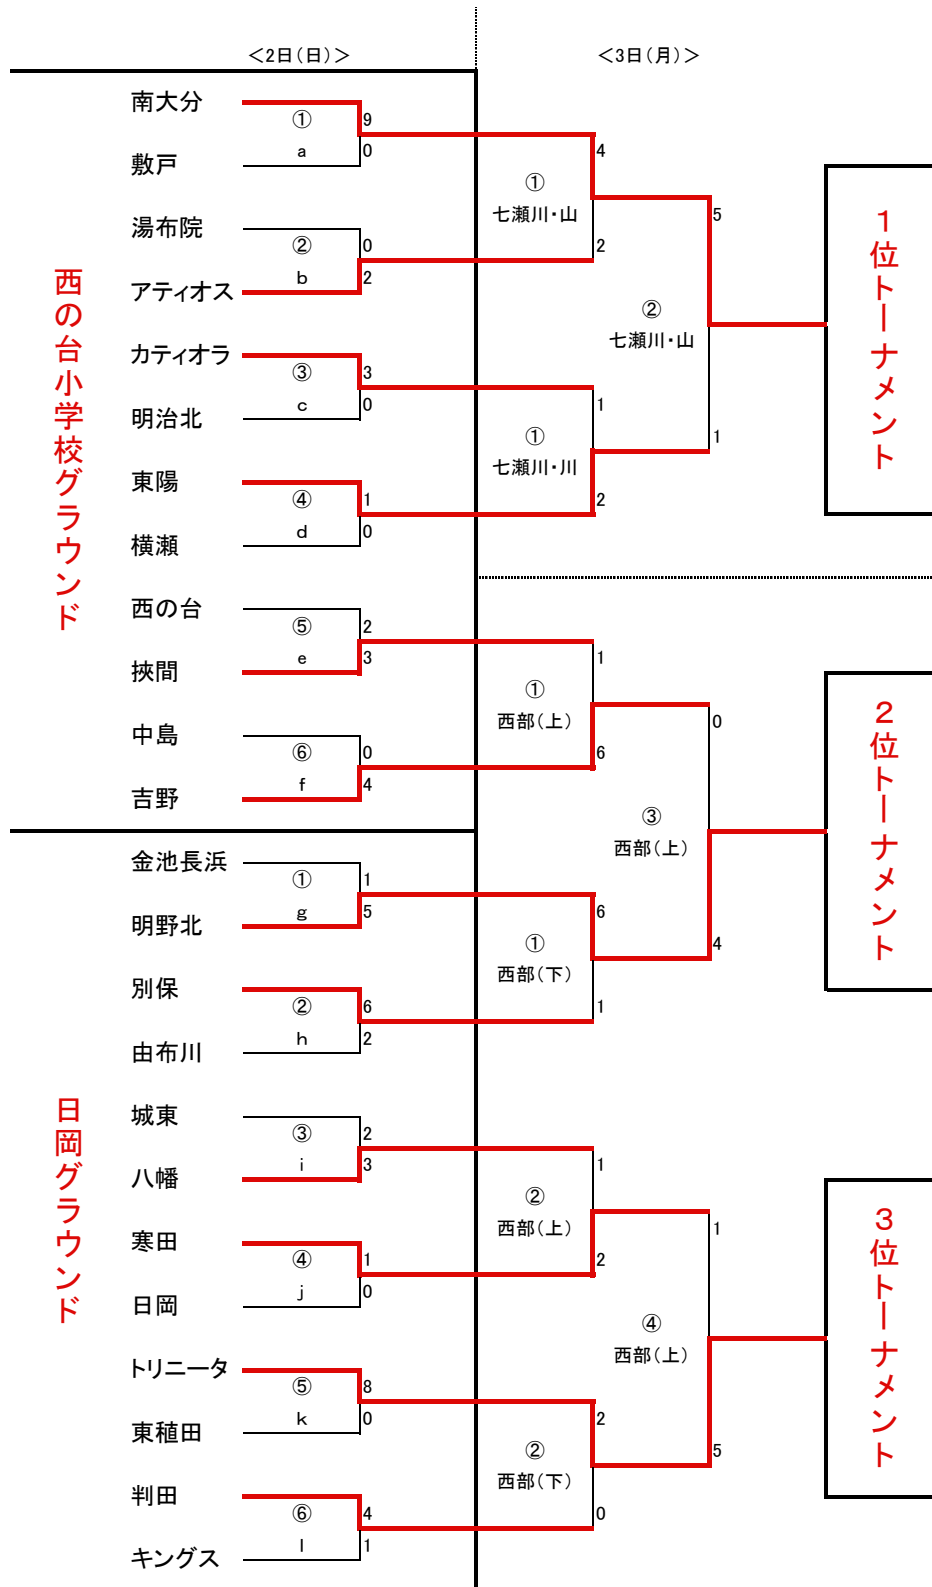 ＜2日（日）＞
＜3日（月）＞
西の台小学校グラウンド
南大分
①
9
a
0
敷戸
湯布院
②
0
b
2
アティオス
①
七瀬川・山
4
2
カティオラ
③
3
c
0
明治北
東陽
④
1
d
0
横瀬
①
七瀬川・川
1
2
②
七瀬川・山
5
1
1位トーナメント
西の台
⑤
2
e
3
挾間
中島
⑥
0
f
4
吉野
①
西部（上）
1
6
日岡グラウンド
金池長浜
①
1
g
5
明野北
別保
②
6
h
2
由布川
①
西部（下）
6
1
③
西部（上）
0
4
2位トーナメント
城東
③
2
i
3
八幡
寒田
④
1
j
0
日岡
②
西部（上）
1
2
トリニータ
⑤
8
k
0
東稙田
判田
⑥
4
l
1
キングス
②
西部（下）
2
0
④
西部（上）
1
5
3位トーナメント